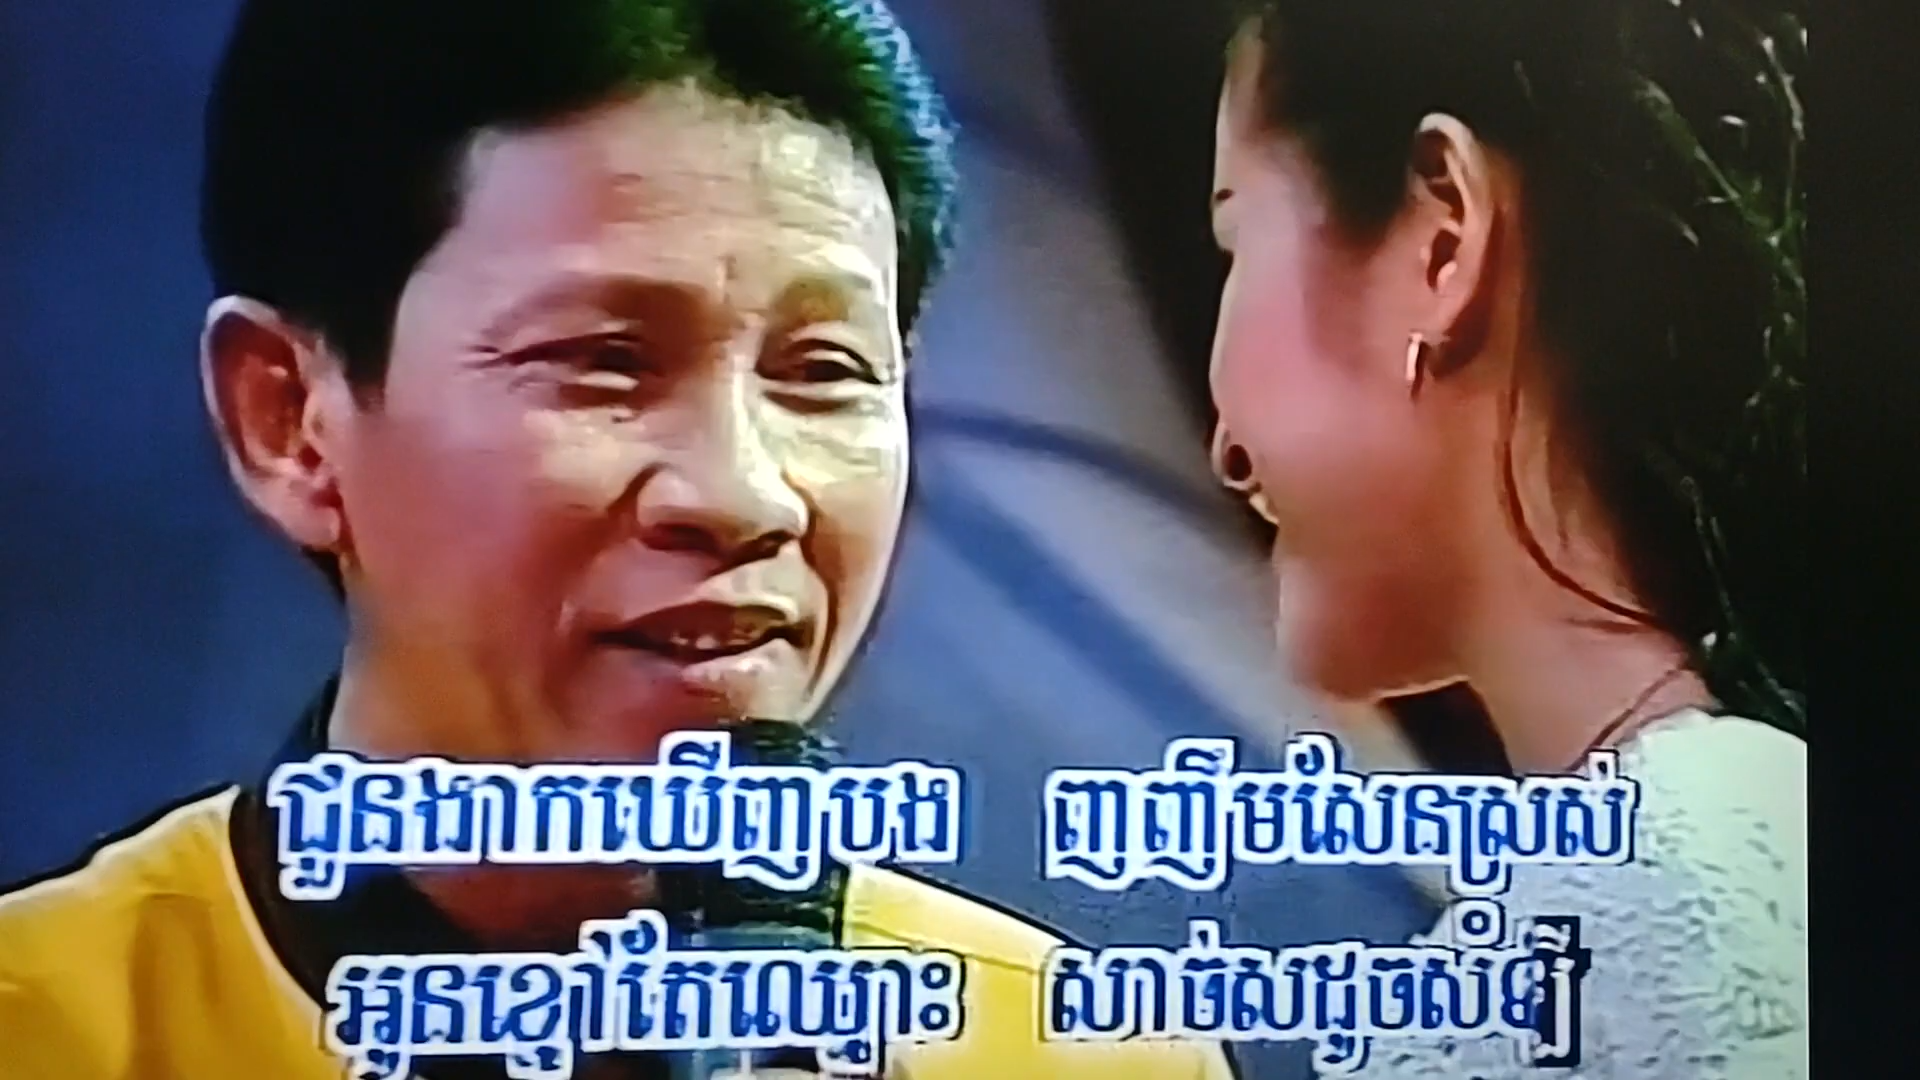 ជួនងាកឃើញបង ញញឹមសែនស្រស់
អូនខ្មៅតែឈ្មោះ សាច់សដូចសំឡី